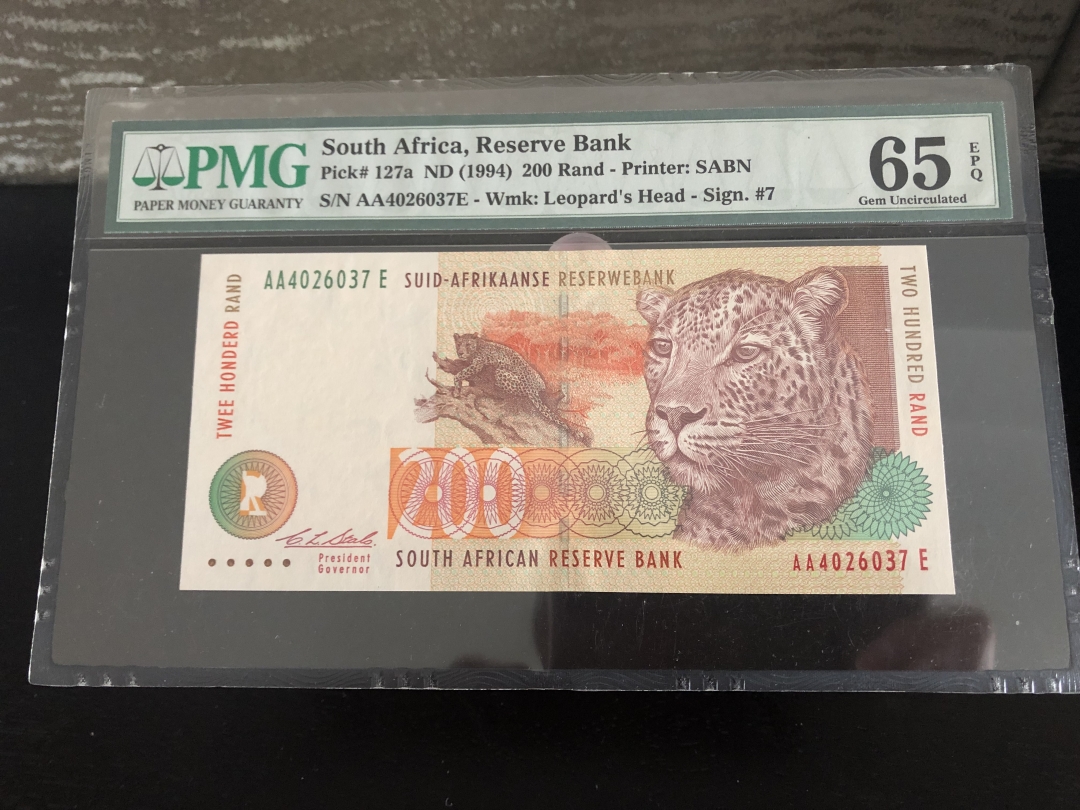 PMG
PAPER MONEY GUARANTY
South Africa, Reserve Bank
Pick# 127a ND (1994) 200 Rand - Printer: SABN
S/N AA4026037E - Wmk: Leopard's Head - Sign. #7
65
EPQ
Gem Uncirculated
TWEE HONDERD RAND
AA4026037 E
SUID-AFRIKAANSE RESERWEBANK
TWO HUNDRED RAND
President
Governor
SOUTH AFRICAN RESERVE BANK
AA4026037 E